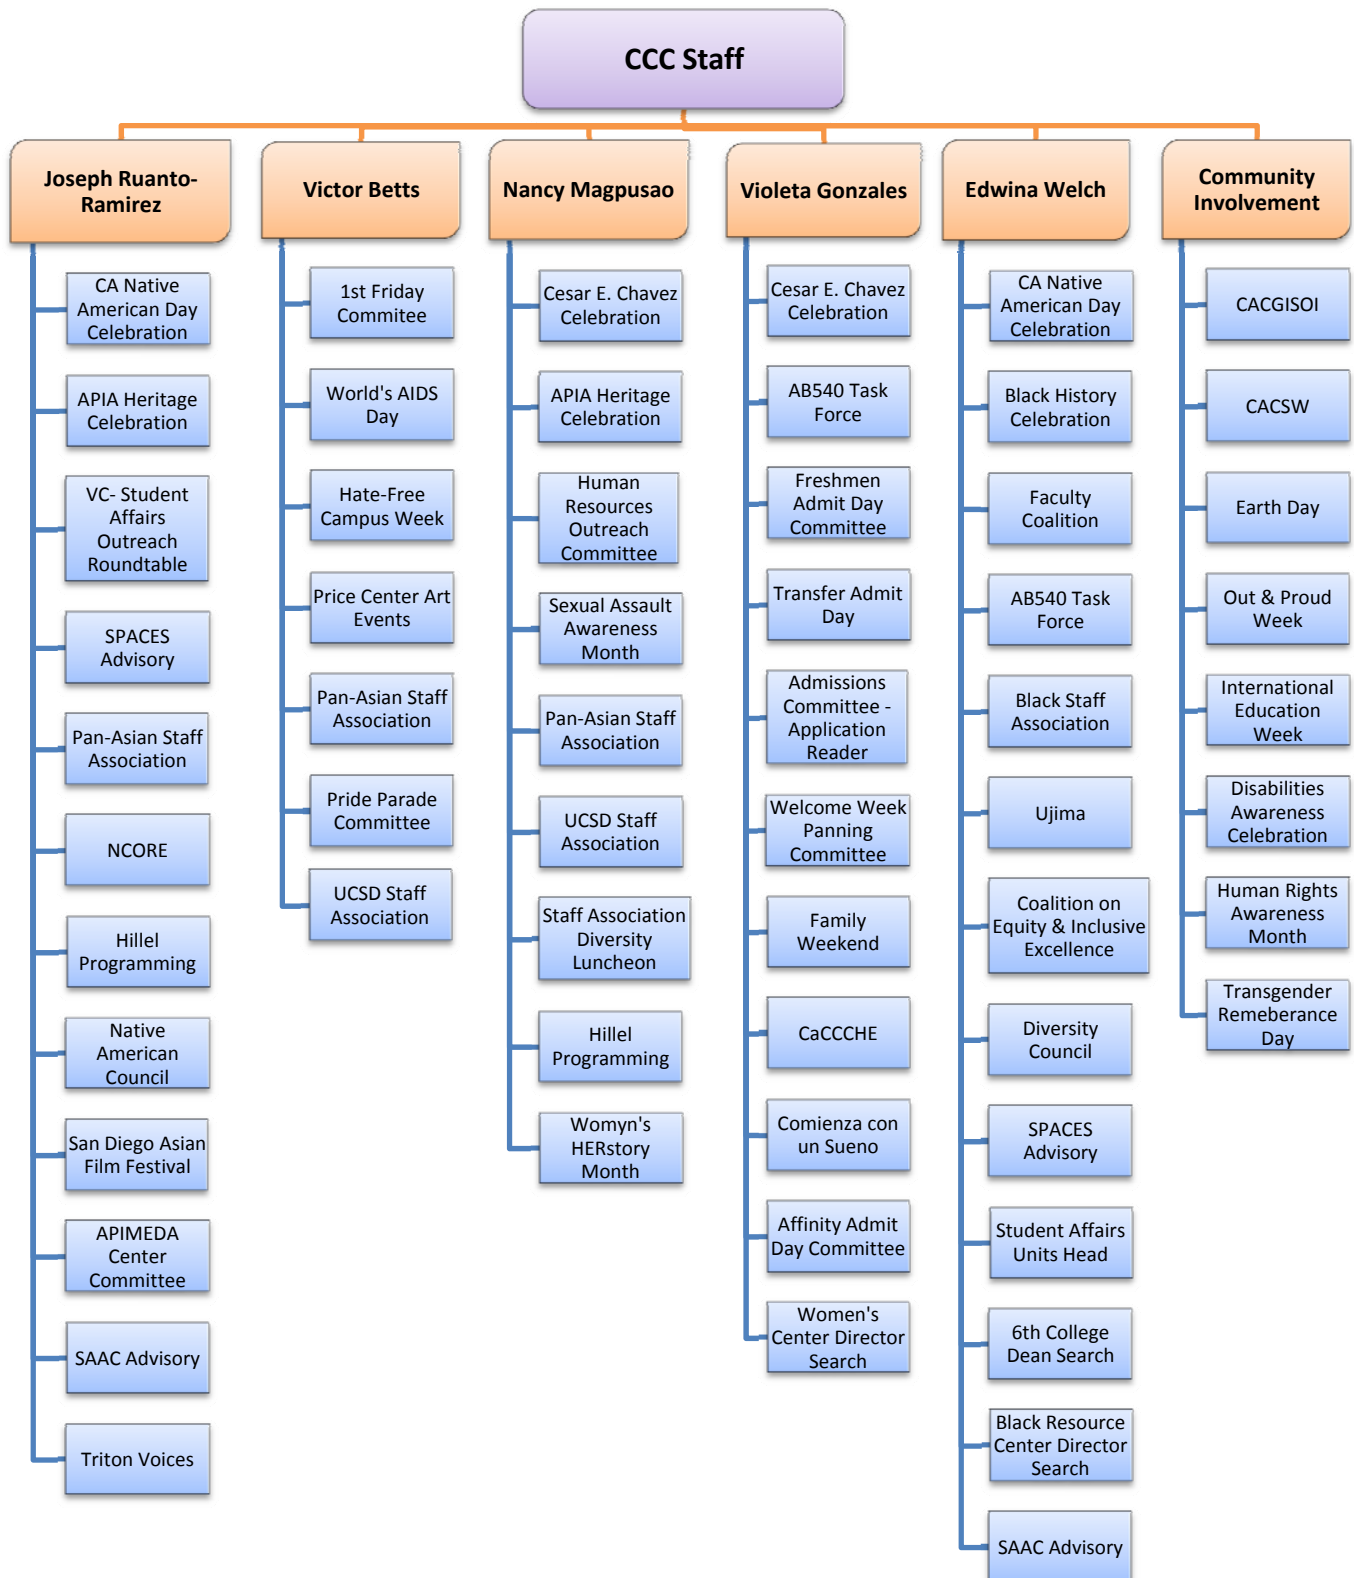 CCC Staff
Joseph Ruanto-
Ramirez
CA Native
American Day
Celebration
APIA Heritage
Celebration
VC- Student
Affairs
Outreach
Roundtable
SPACES
Advisory
Pan-Asian Staff
Association
NCORE
Hillel
Programming
Native
American
Council
San Diego Asian
Film Festival
APIMEDA
Center
Committee
SAAC Advisory
Triton Voices
Victor Betts
1st Friday
Commitee
World's AIDS
Day
Hate-Free
Campus Week
Price Center Art
Events
Pan-Asian Staff
Association
Pride Parade
Committee
UCSD Staff
Association
Nancy Magpusao
Cesar E. Chavez
Celebration
APIA Heritage
Celebration
Human
Resources
Outreach
Committee
Sexual Assault
Awareness
Month
Pan-Asian Staff
Association
UCSD Staff
Association
Staff Association
Diversity
Luncheon
Hillel
Programming
Womyn's
HERstory
Month
Violeta Gonzales
Cesar E. Chavez
Celebration
AB540 Task
Force
Freshmen
Admit Day
Committee
Transfer Admit
Day
Admissions
Committee -
Application
Reader
Welcome Week
Panning
Committee
Family
Weekend
CaCCCHE
Comienza con
un Sueno
Affinity Admit
Day Committee
Women's
Center Director
Search
Edwina Welch
CA Native
American Day
Celebration
Black History
Celebration
Faculty
Coalition
AB540 Task
Force
Black Staff
Association
Ujima
Coalition on
Equity & Inclusive
Excellence
Diversity
Council
SPACES
Advisory
Student Affairs
Units Head
6th College
Dean Search
Black Resource
Center Director
Search
SAAC Advisory
Community
Involvement
CACGISOI
CACSW
Earth Day
Out & Proud
Week
International
Education
Week
Disabilities
Awareness
Celebration
Human Rights
Awareness
Month
Transgender
Remeberance
Day